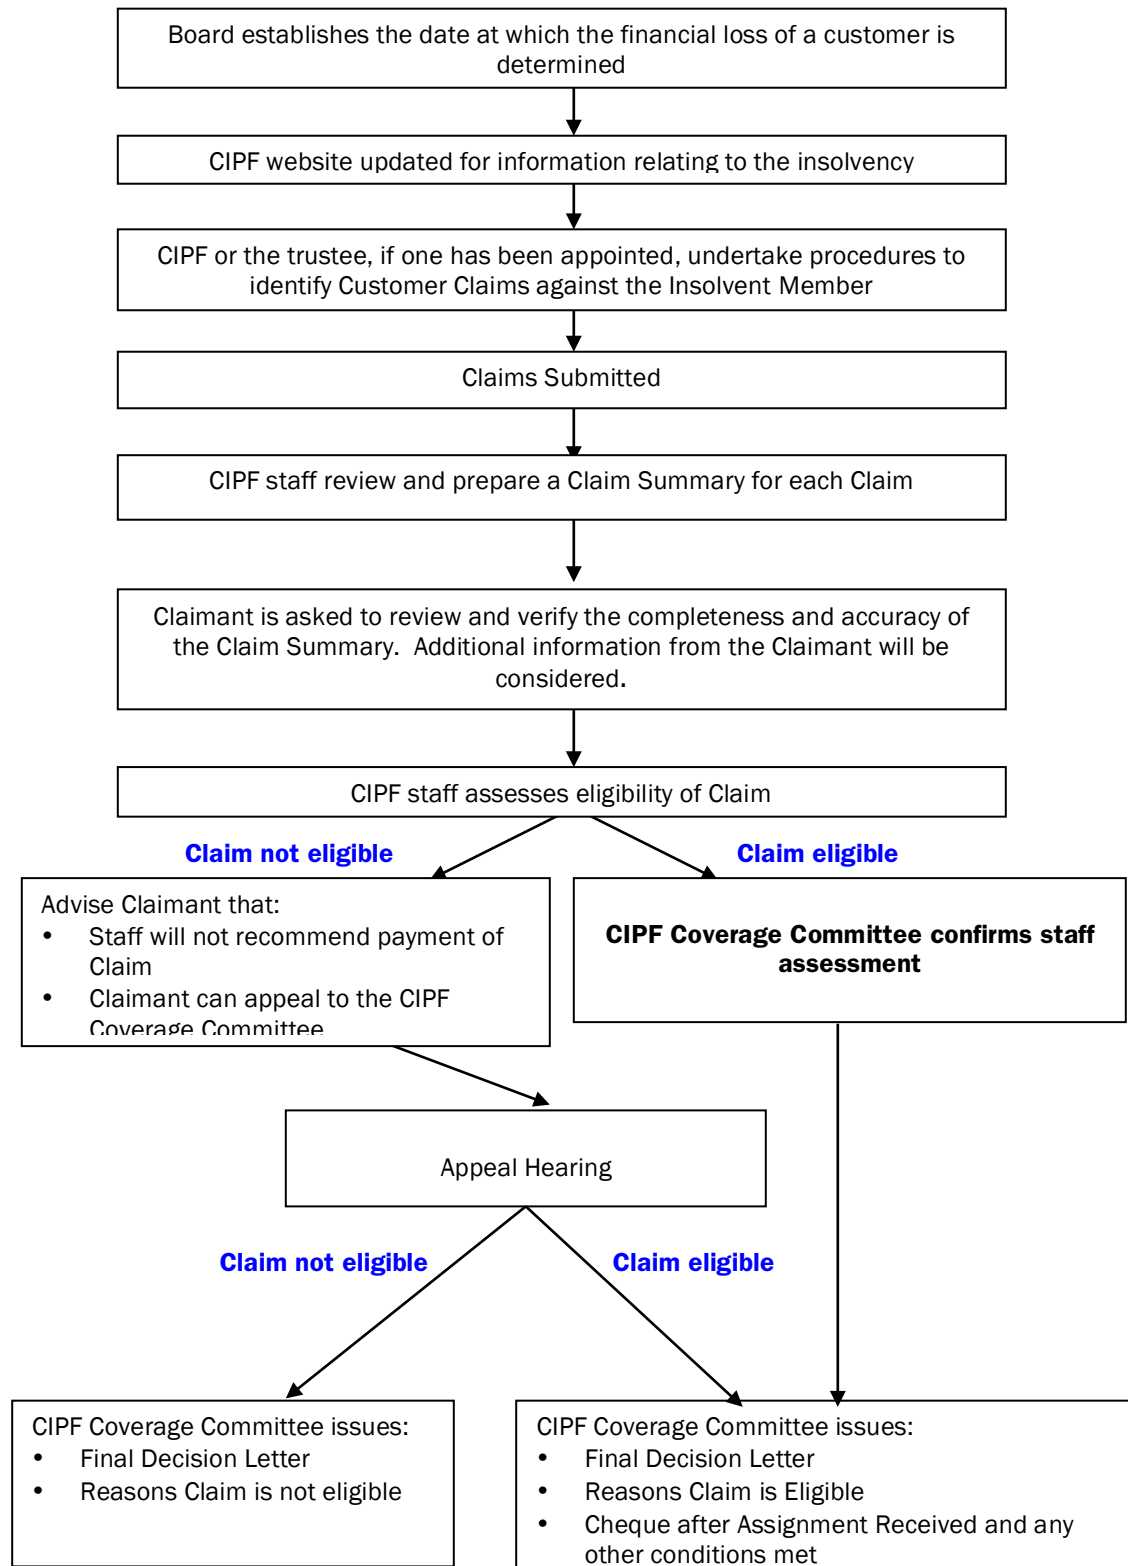 Board establishes the date at which the financial loss of a customer is
determined
CIPF website updated for information relating to the insolvency
CIPF or the trustee, if one has been appointed, undertake procedures to
identify Customer Claims against the Insolvent Member
Claims Submitted
CIPF staff review and prepare a Claim Summary for each Claim
Claimant is asked to review and verify the completeness and accuracy of
the Claim Summary.  Additional information from the Claimant will be
considered.
CIPF staff assesses eligibility of Claim
Claim not eligible
Claim eligible
Advise Claimant that:
• Staff will not recommend payment of
Claim
• Claimant can appeal to the CIPF
Coverage Committee
CIPF Coverage Committee confirms staff
assessment
Appeal Hearing
Claim not eligible
Claim eligible
CIPF Coverage Committee issues:
• Final Decision Letter
• Reasons Claim is not eligible
CIPF Coverage Committee issues:
• Final Decision Letter
• Reasons Claim is Eligible
• Cheque after Assignment Received and any
other conditions met